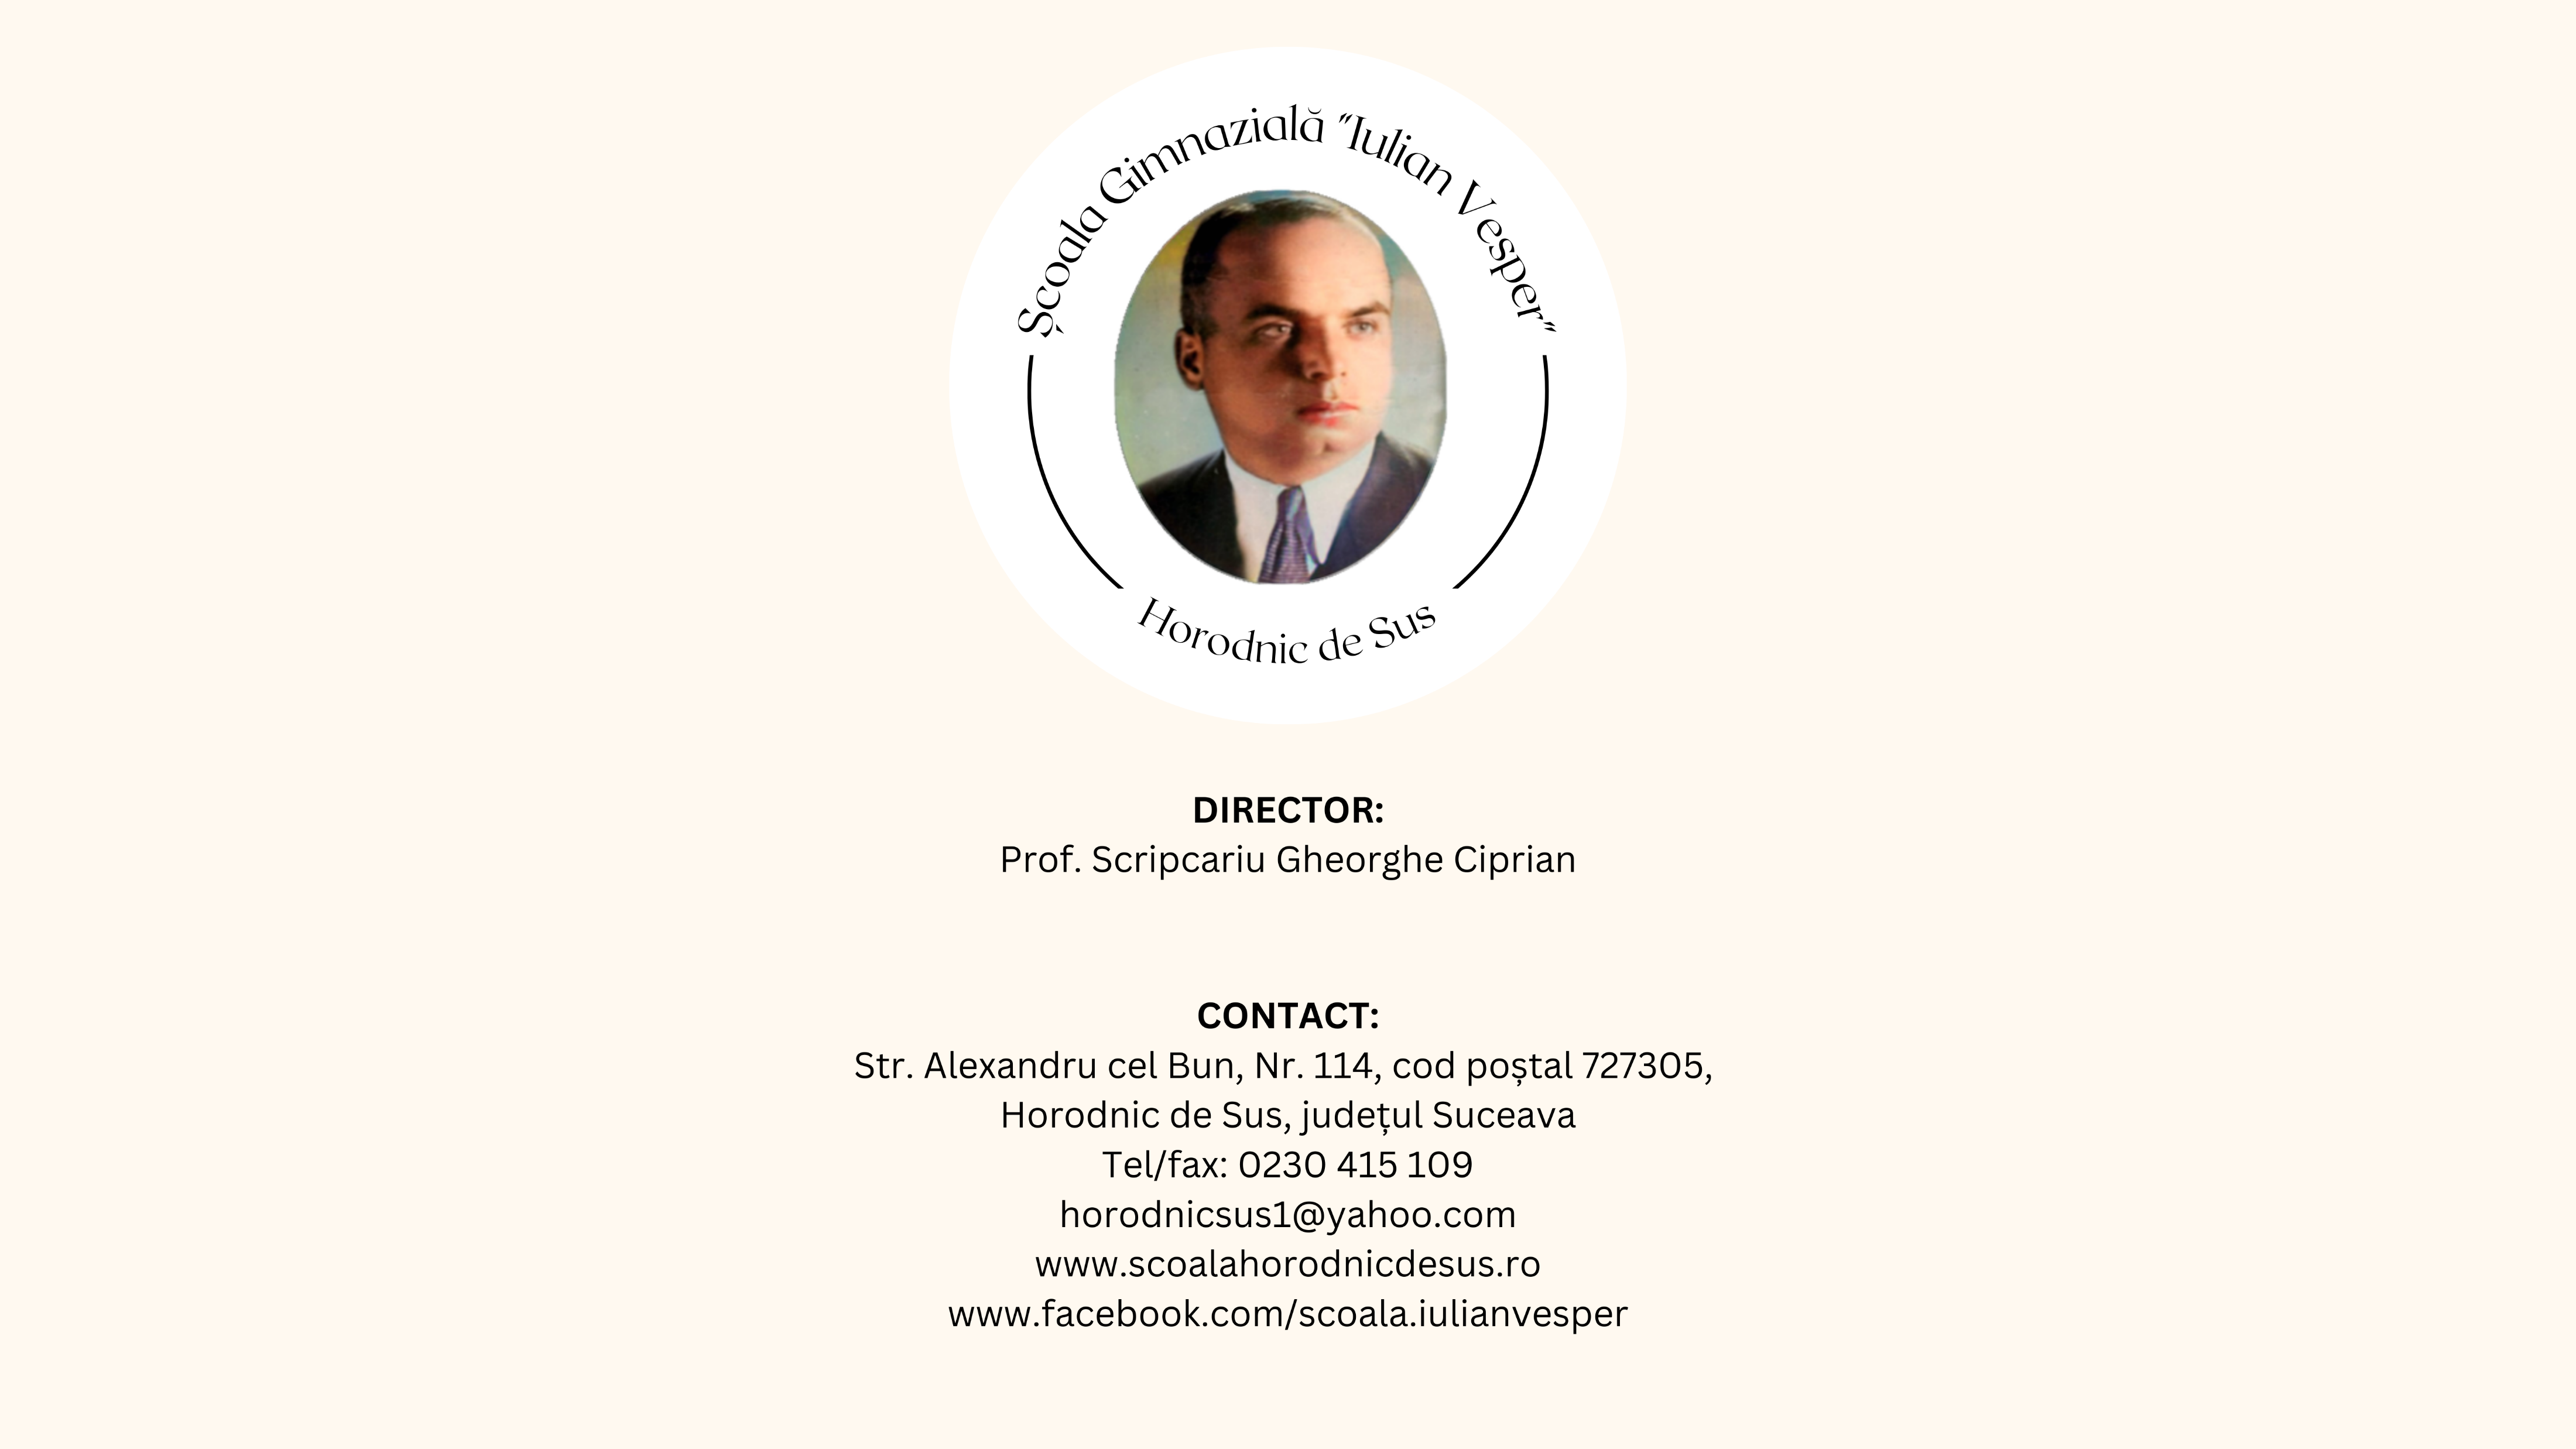 Școala Gimnazială "Iulian Vesper"
Horodnic de Sus
DIRECTOR:
Prof. Scripcariu Gheorghe Ciprian
CONTACT:
Str. Alexandru cel Bun, Nr. 114, cod poștal 727305,
Horodnic de Sus, județul Suceava
Tel/fax: 0230 415 109
horodnicsus1@yahoo.com
www.scoalahorodnicdesus.ro
www.facebook.com/scoala.iulianvesper